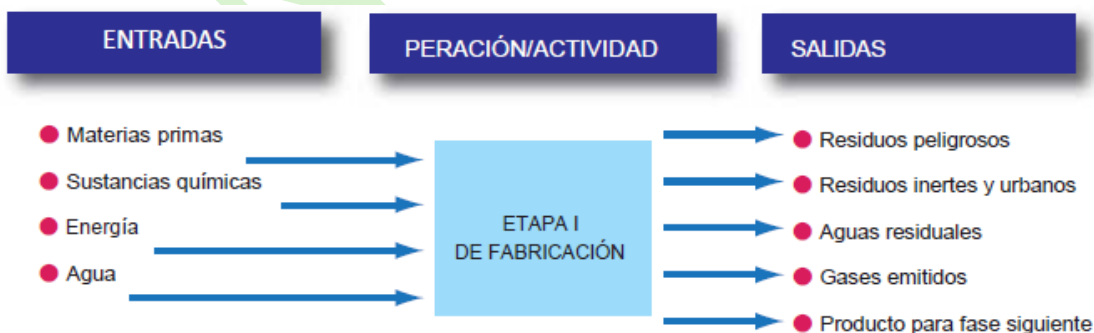 ENTRADAS
PERACIÓN/ACTIVIDAD
SALIDAS
Materias primas
Sustancias químicas
Energía
Agua
ETAPA I
DE FABRICACIÓN
Residuos peligrosos
Residuos inertes y urbanos
Aguas residuales
Gases emitidos
Producto para fase siguiente